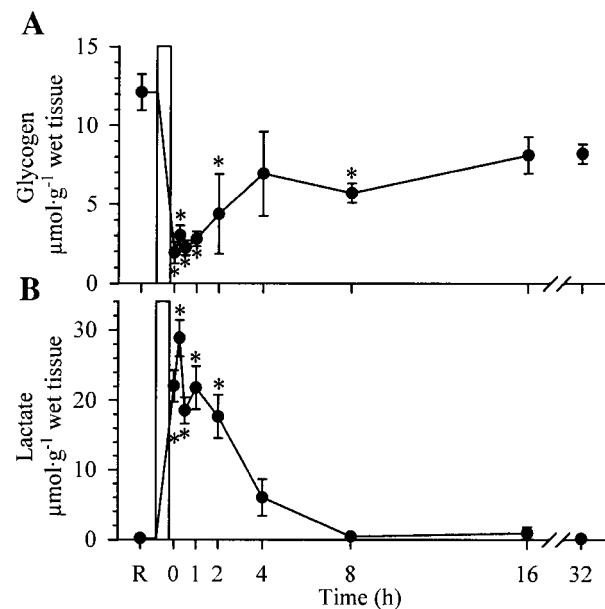 A
Glycogen
µmol·g⁻¹ wet tissue
15
10
5
0
*
*
*
*
*
*
B
Lactate
µmol·g⁻¹ wet tissue
30
20
10
0
*
*
*
*
*
R 0 1 2 4 8 16 32
Time (h)